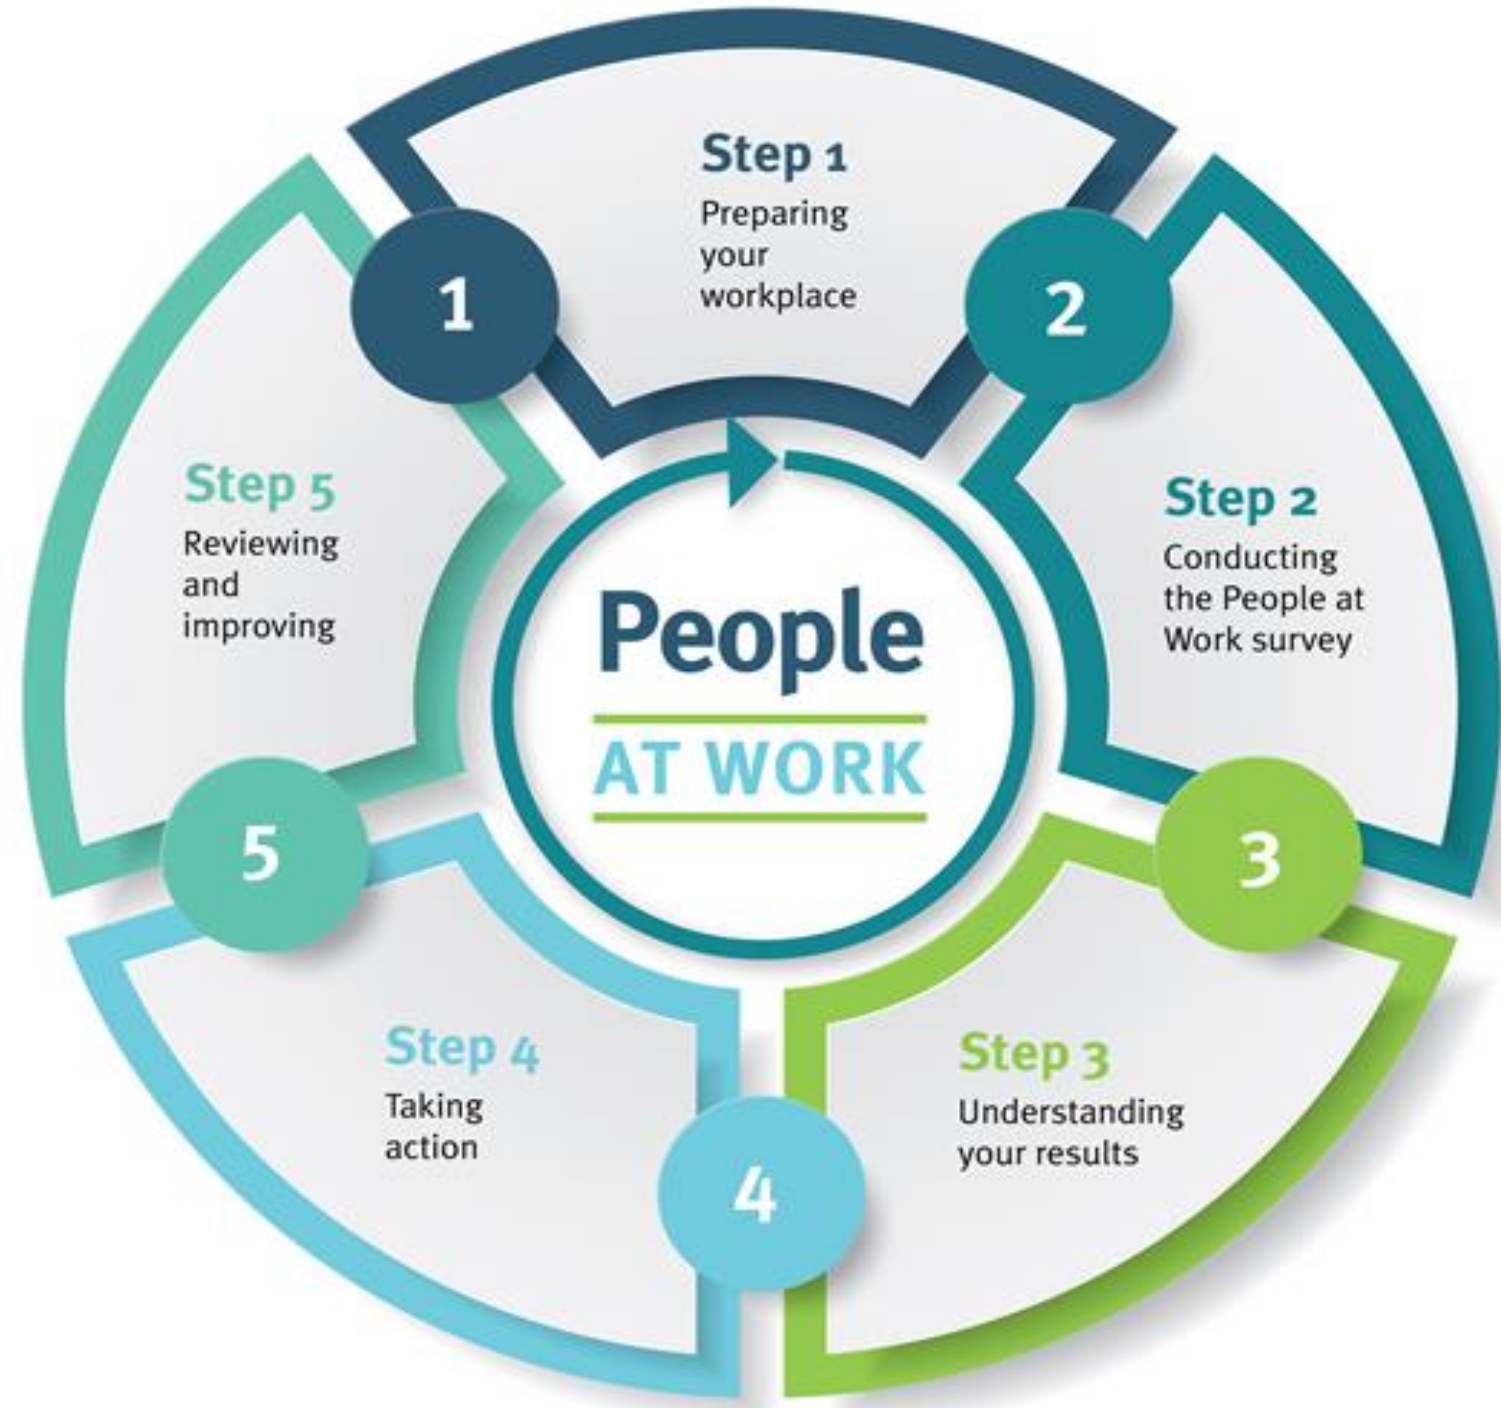 1
Step 1
Preparing
your
workplace
2
Step 2
Conducting
the People at
Work survey
3
Step 3
Understanding
your results
4
Step 4
Taking
action
5
Step 5
Reviewing
and
improving
People
AT WORK